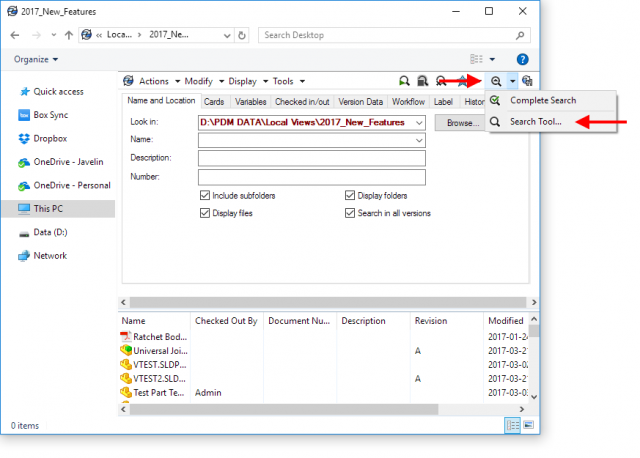 2017_New_Features
« Loca... › 2017_Ne...
Search Desktop
Organize
Actions Modify Display Tools
Complete Search
Search Tool...
Quick access
Box Sync
Dropbox
OneDrive - Javelin
OneDrive - Personal
This PC
Data (D:)
Network
Name and Location Cards Variables Checked in/out Version Data Workflow Label Histor
Look in: D:\PDM DATA\Local Views\2017_New_Features Browse...
Name:
Description:
Number:
Include subfolders Display folders
Display files Search in all versions
Name Checked Out By Document Nu... Description Revision Modified
Ratchet Bod... 2017-01-24
Universal Joi... A 2017-03-21
VTEST.SLDP... 2017-03-02
VTEST2.SLD... A 2017-03-21
Test Part Te... Admin 2017-03-0
0 items